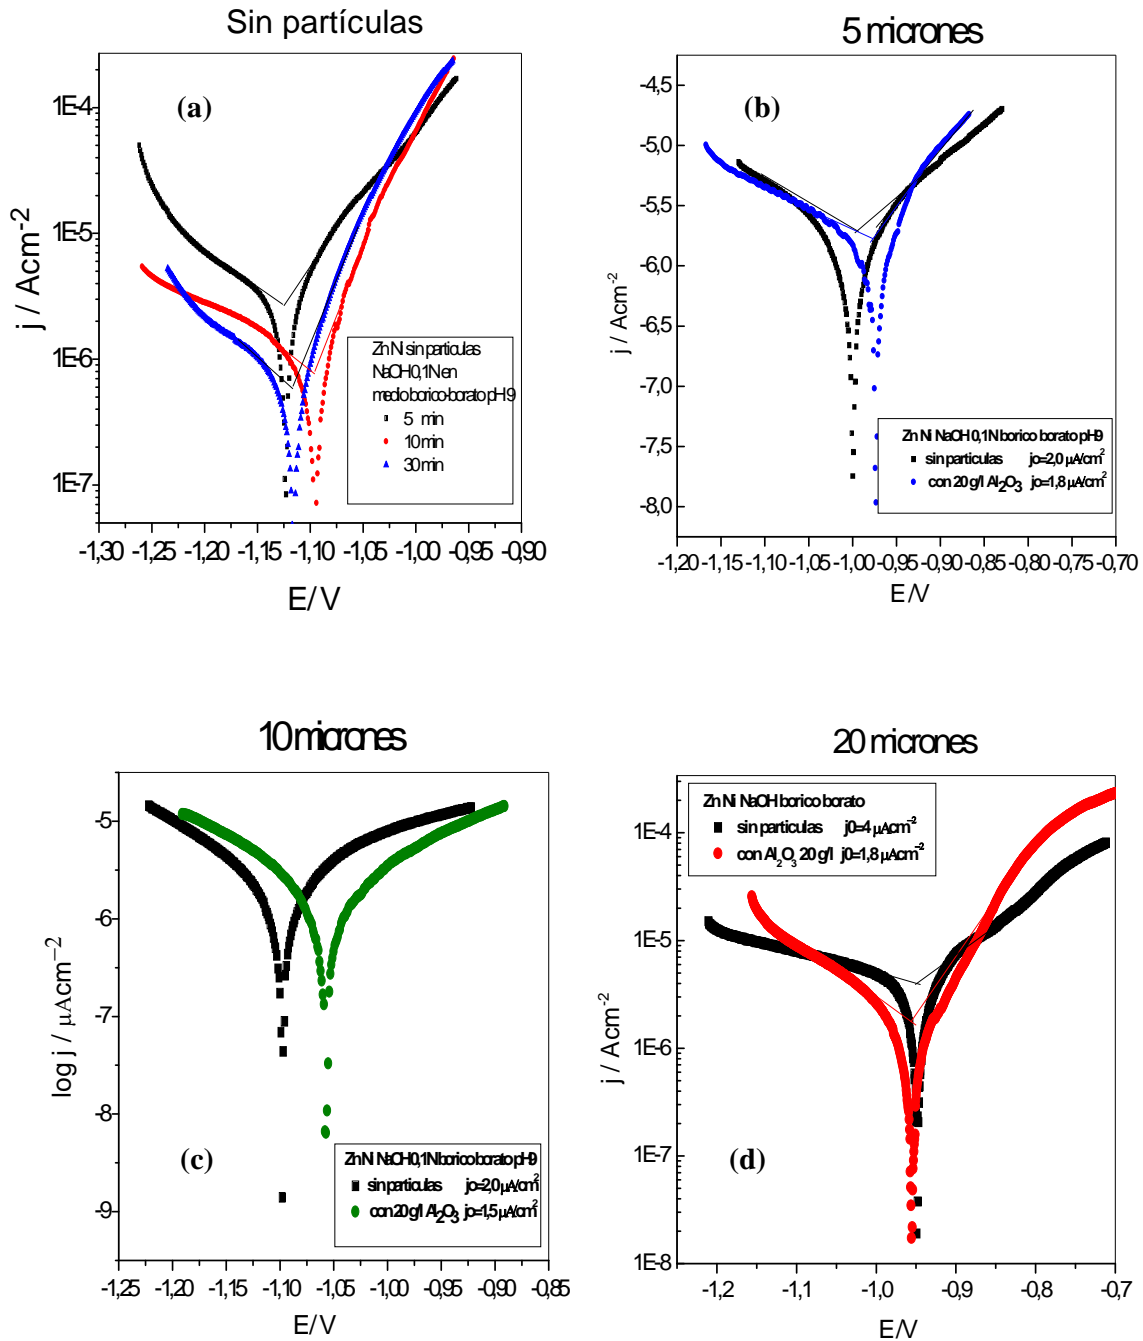 Sin partículas
(a)
1E-4
1E-5
1E-6
1E-7
j / Acm-2
Zn Ni sin particulas
NaOH 0,1N en
medio borico-borato pH 9
5 min
10 min
30 min
-1,30 -1,25 -1,20 -1,15 -1,10 -1,05 -1,00 -0,95 -0,90
E/ V
5 micrones
(b)
-4,5
-5,0
-5,5
-6,0
-6,5
-7,0
-7,5
-8,0
j / Acm-2
Zn Ni NaOH 0,1N borico borato pH9
sin particulas jo=2,0 μA/cm2
con 20 g/l Al2O3 jo=1,8 μA/cm2
-1,20 -1,15 -1,10 -1,05 -1,00 -0,95 -0,90 -0,85 -0,80 -0,75 -0,70
E /V
10 micrones
-5
-6
-7
-8
-9
log j / μAcm-2
(c)
Zn Ni NaOH 0,1N borico borato pH9
sin particulas jo=2,0 μA/cm2
con 20 g/l Al2O3 jo=1,5 μA/cm2
-1,25 -1,20 -1,15 -1,10 -1,05 -1,00 -0,95 -0,90 -0,85
E/ V
20 micrones
Zn Ni NaOH borico borato
sin particulas j0=4 μAcm-2
con Al2O3 20 g/l j0=1,8 μAcm-2
1E-4
1E-5
1E-6
1E-7
1E-8
j / Acm-2
(d)
-1,2 -1,1 -1,0 -0,9 -0,8 -0,7
E/V